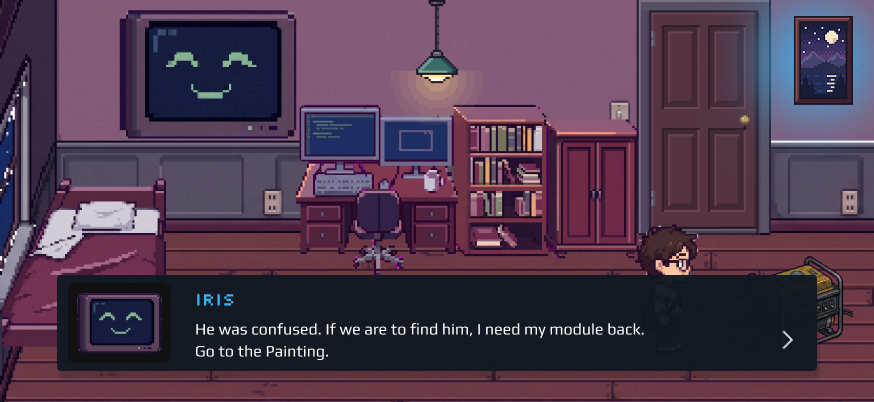 IRIS
He was confused. If we are to find him, I need my module back.
Go to the Painting.